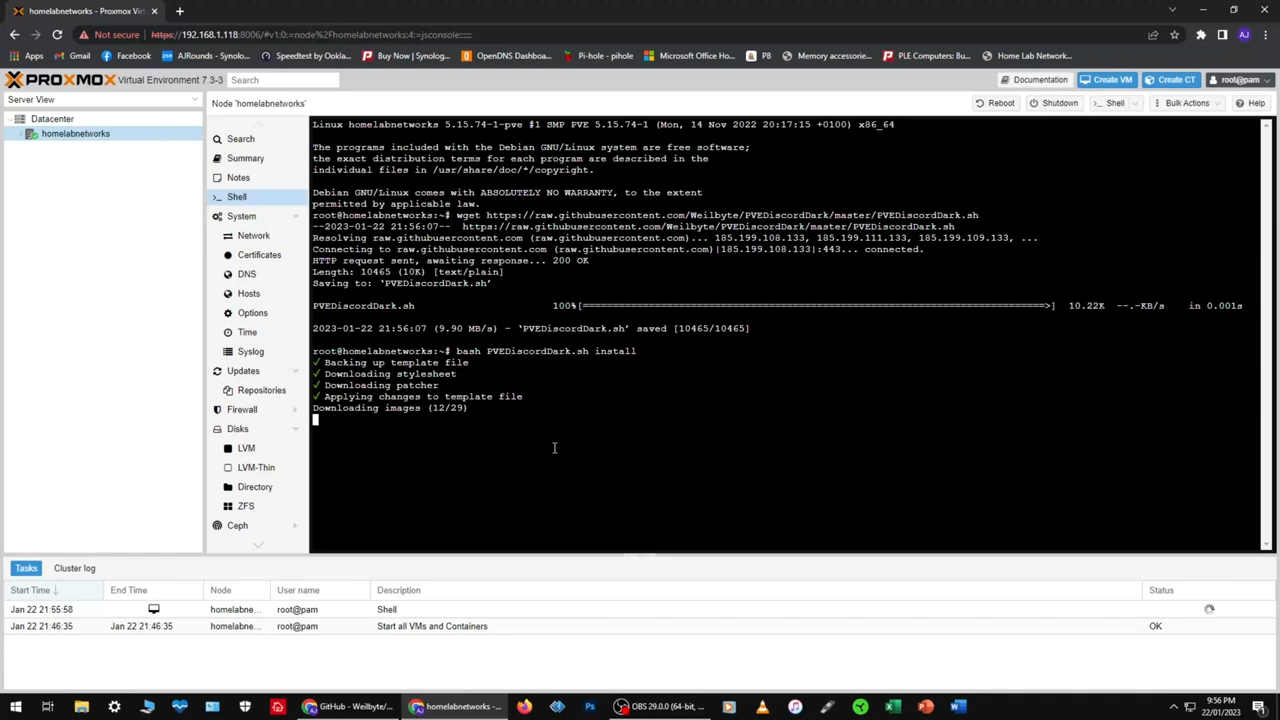 homelabnetworks - Proxmox Virt
Not secure
https://192.168.1.118:8006/#v1:0:=node%2Fhomelabnetworks:4:=jsconsole::::::
Apps
Gmail
Facebook
AJRounds - Synolo...
Speedtest by Ookla...
Buy Now | Synolog...
OpenDNS Dashbo...
Pi-hole - pihole
Microsoft Office Ho...
PB
Memory accessorie...
PLE Computers: Bu...
Home Lab Network...
AJ
PROXMOX Virtual Environment 7.3-3
Search
Documentation
Create VM
Create CT
root@pam
Server View
Node 'homelabnetworks'
Reboot
Shutdown
Shell
Bulk Actions
Help
Datacenter
homelabnetworks
Search
Summary
Notes
Shell
System
Network
Certificates
DNS
Hosts
Options
Time
Syslog
Updates
Repositories
Firewall
Disks
LVM
LVM-Thin
Directory
ZFS
Ceph
Linux homelabnetworks 5.15.74-1-pve #1 SMP PVE 5.15.74-1 (Mon, 14 Nov 2022 20:17:15 +0100) x86_64
The programs included with the Debian GNU/Linux system are free software;
the exact distribution terms for each program are described in the
individual files in /usr/share/doc/*/copyright.
Debian GNU/Linux comes with ABSOLUTELY NO WARRANTY, to the extent
permitted by applicable law.
root@homelabnetworks:~# wget https://raw.githubusercontent.com/Weilbyte/PVEDiscordDark/master/PVEDiscordDark.sh
--2023-01-22 21:56:07--  https://raw.githubusercontent.com/Weilbyte/PVEDiscordDark/master/PVEDiscordDark.sh
Resolving raw.githubusercontent.com (raw.githubusercontent.com)... 185.199.108.133, 185.199.111.133, 185.199.109.133, ...
Connecting to raw.githubusercontent.com (raw.githubusercontent.com)|185.199.108.133|:443... connected.
HTTP request sent, awaiting response... 200 OK
Length: 10465 (10K) [text/plain]
Saving to: ‘PVEDiscordDark.sh’
PVEDiscordDark.sh 100%[=====================================================================>] 10.22K --.-KB/s in 0.001s
2023-01-22 21:56:07 (9.90 MB/s) - ‘PVEDiscordDark.sh’ saved [10465/10465]
root@homelabnetworks:~# bash PVEDiscordDark.sh install
✓ Backing up template file
✓ Downloading stylesheet
✓ Downloading patcher
✓ Applying changes to template file
Downloading images (12/29)
Tasks
Cluster log
Start Time ↓
End Time
Node
User name
Description
Status
Jan 22 21:55:58
homelabne...
root@pam
Shell
Jan 22 21:46:35
Jan 22 21:46:35
homelabne...
root@pam
Start all VMs and Containers
OK
GitHub - Weilbyte/...
homelabnetworks -...
OBS 29.0.0 (64-bit, ...
9:56 PM
22/01/2023